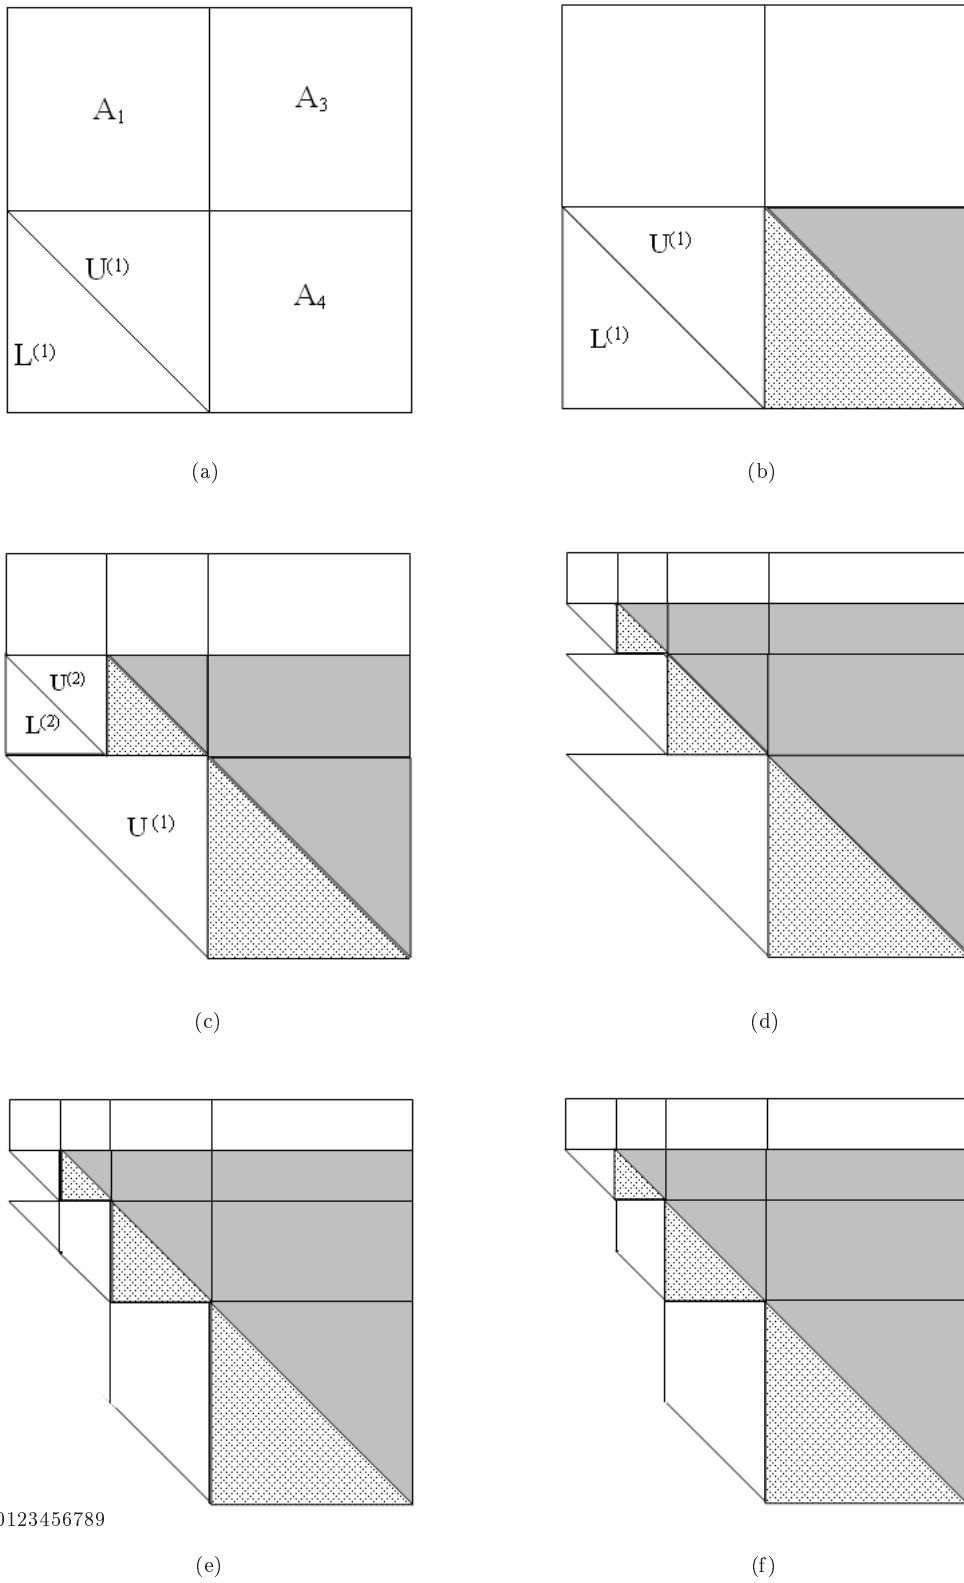 A₁ A₃
U⁽¹⁾ A₄
L⁽¹⁾
(a)
U⁽¹⁾
L⁽¹⁾
(b)
U⁽²⁾
L⁽²⁾
U⁽¹⁾
(c)
(d)
0123456789
(e)
(f)